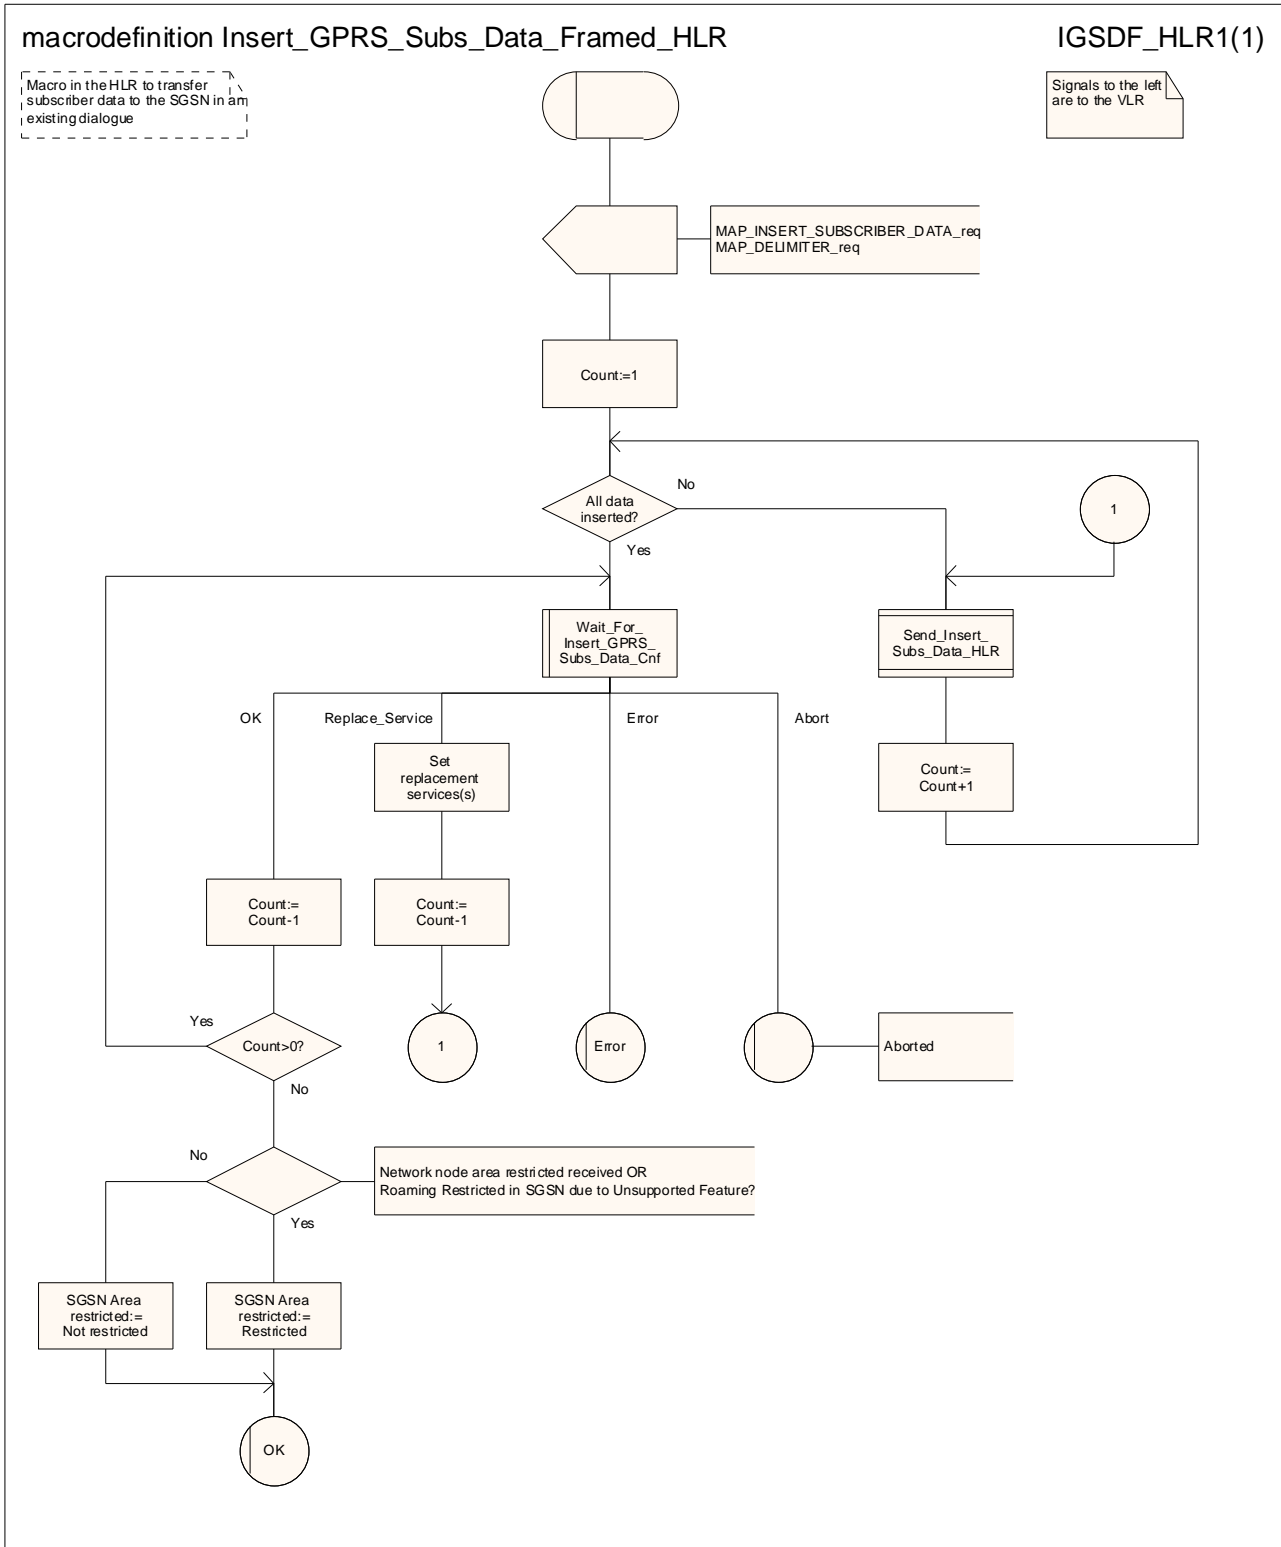 macrodefinition Insert_GPRS_Subs_Data_Framed_HLR
IGSDF_HLR1(1)
Macro in the HLR to transfer
subscriber data to the SGSN in an
existing dialogue
Signals to the left
are to the VLR
MAP_INSERT_SUBSCRIBER_DATA_req
MAP_DELIMITER_req
Count:=1
No
All data
inserted?
1
Yes
Wait_For_
Insert_GPRS_
Subs_Data_Cnf
Send_Insert_
Subs_Data_HLR
OK
Replace_Service
Error
Abort
Set
replacement
services(s)
Count:=
Count+1
Count:=
Count-1
Count:=
Count-1
Yes
Count>0?
1
Error
Aborted
No
No
Network node area restricted received OR
Roaming Restricted in SGSN due to Unsupported Feature?
Yes
SGSN Area
restricted:=
Not restricted
SGSN Area
restricted:=
Restricted
OK